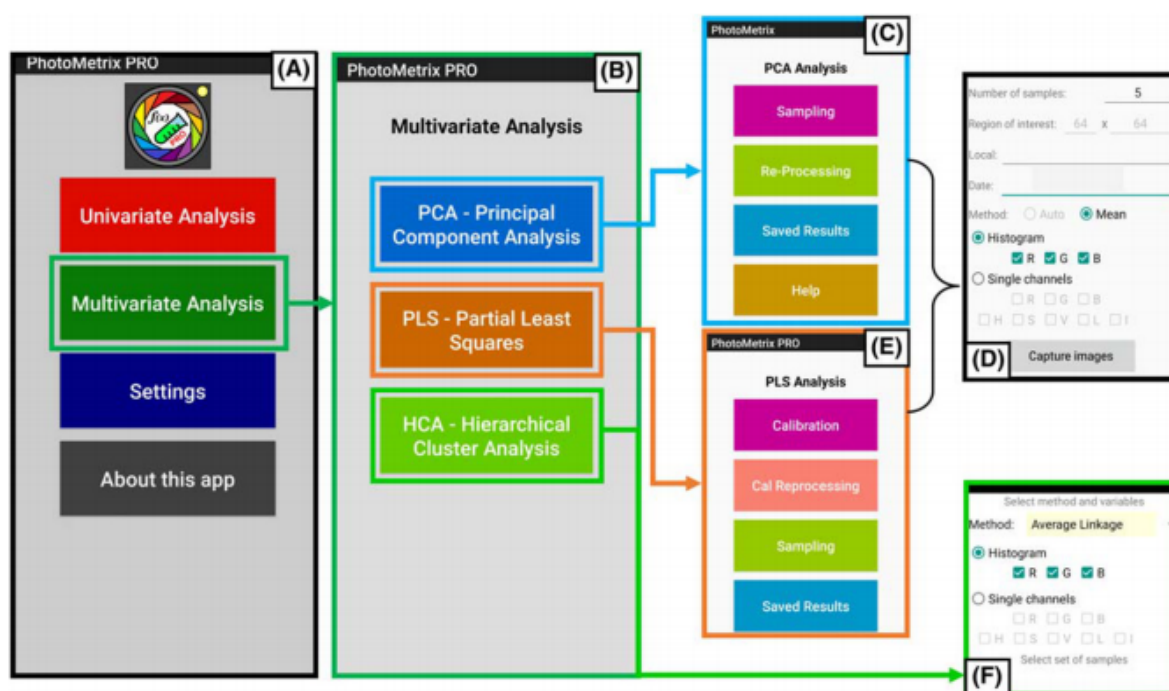 PhotoMetrix PRO
(A)
f(x)
PRO
Univariate Analysis
Multivariate Analysis
Settings
About this app
PhotoMetrix PRO
(B)
Multivariate Analysis
PCA - Principal
Component Analysis
PLS - Partial Least
Squares
HCA - Hierarchical
Cluster Analysis
PhotoMetrix
(C)
PCA Analysis
Sampling
Re-Processing
Saved Results
Help
Number of samples: 5
Region of interest: 64 x 64
Local:
Date:
Method: Auto Mean
Histogram
R G B
Single channels
R G B
H S V L I
(D)
Capture images
PhotoMetrix PRO
(E)
PLS Analysis
Calibration
Cal Reprocessing
Sampling
Saved Results
Select method and variables
Method: Average Linkage
Histogram
R G B
Single channels
R G B
H S V L I
Select set of samples
(F)